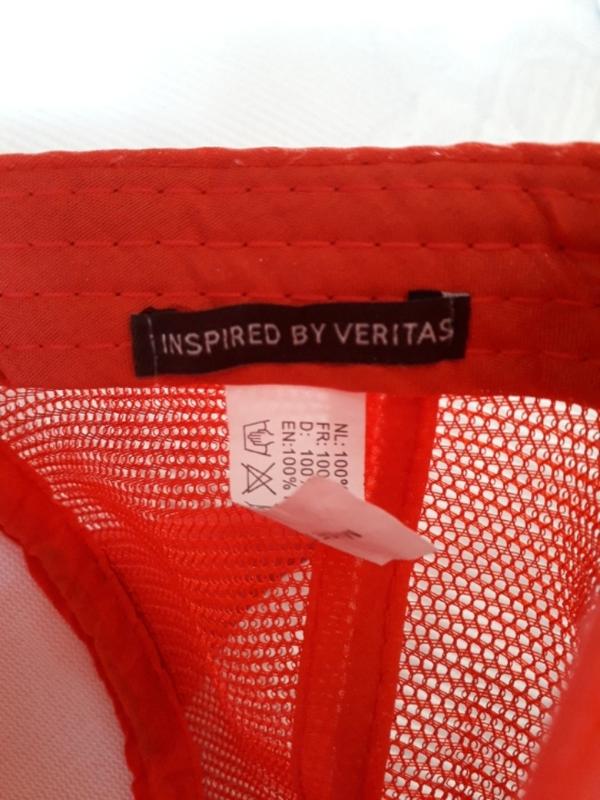 INSPIRED BY VERITAS
NL: 100%
FR: 100
D: 100%
EN:100%